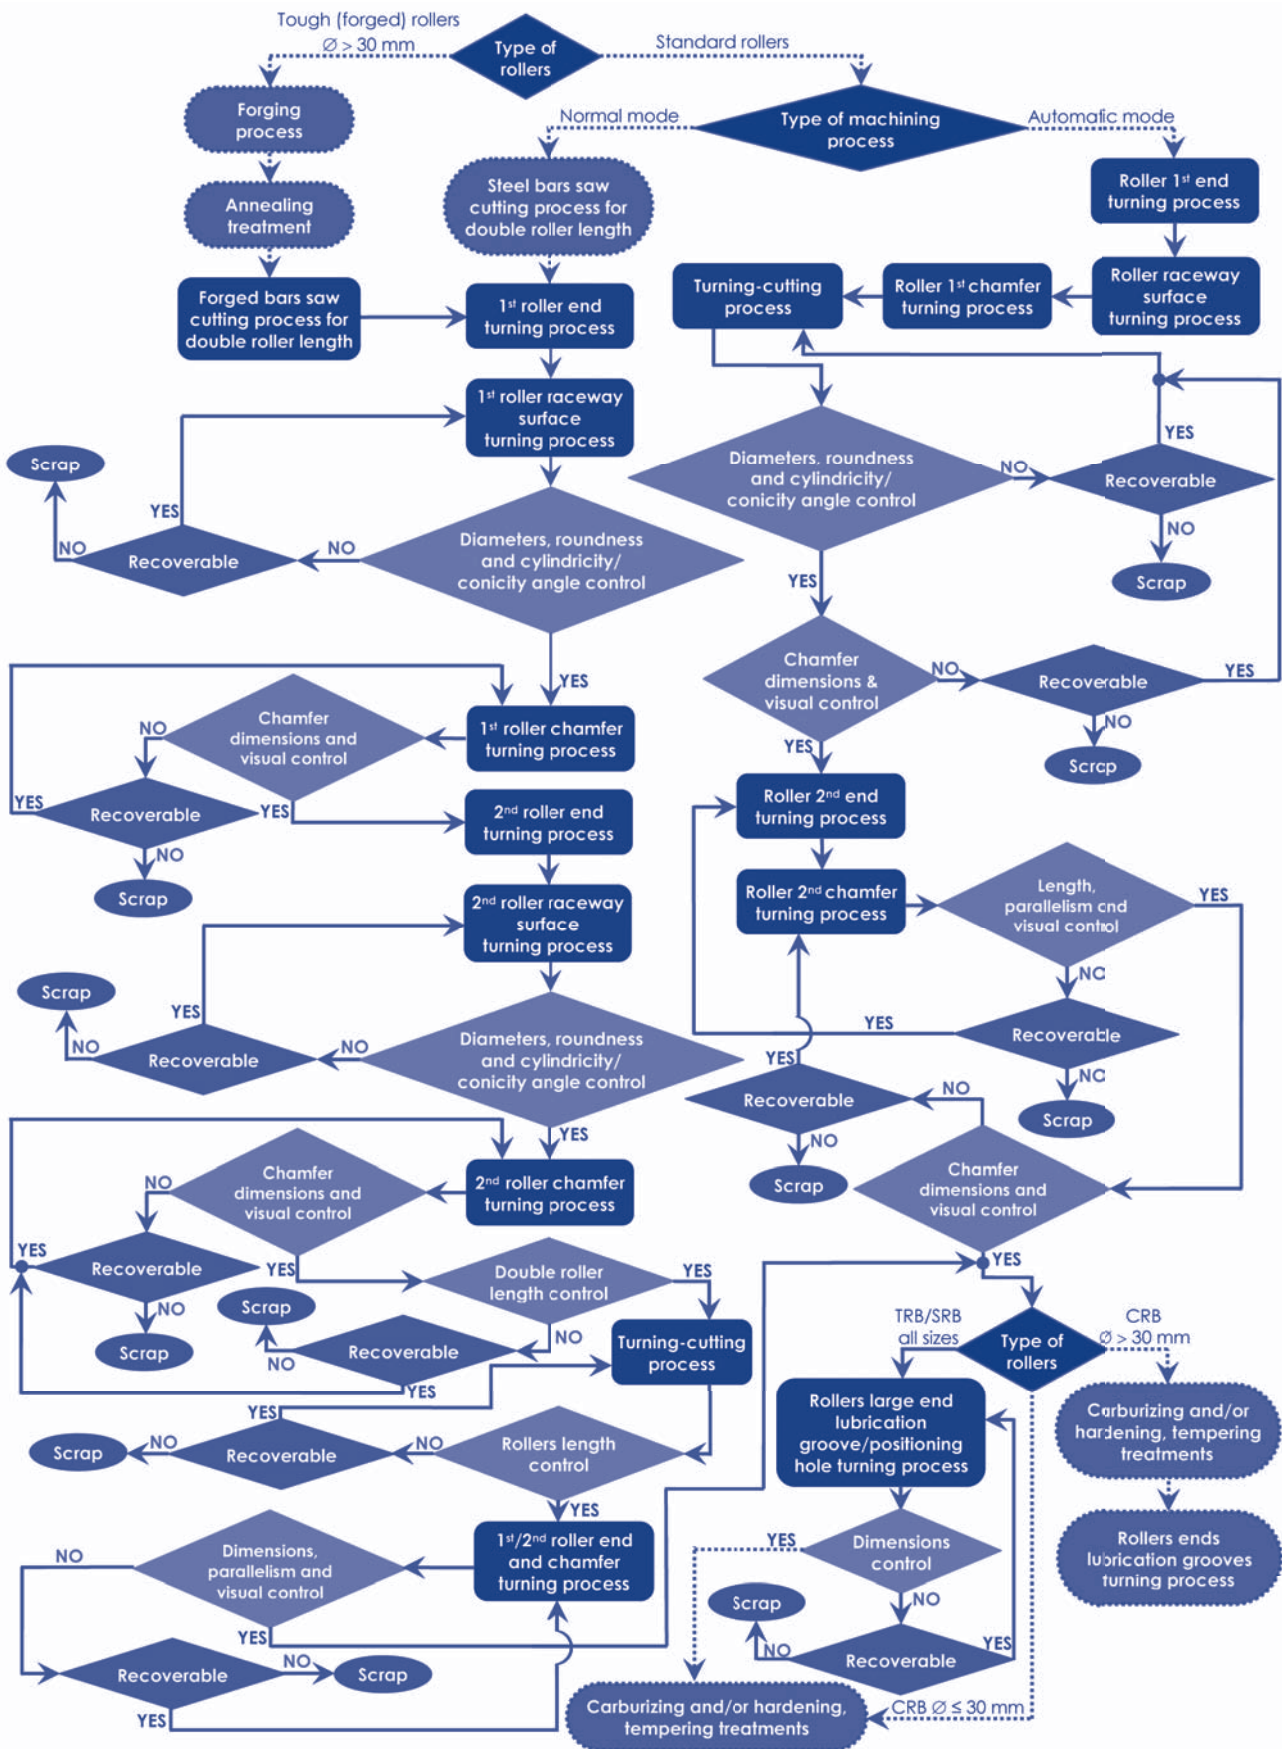 Tough (forged) rollers
Ø > 30 mm
Type of
rollers
Standard rollers
Forging
process
Normal mode
Type of machining
process
Automatic mode
Annealing
treatment
Steel bars saw
cutting process for
double roller length
Roller 1st end
turning process
Forged bars saw
cutting process for
double roller length
1st roller end
turning process
Turning-cutting
process
Roller 1st chamfer
turning process
Roller raceway
surface
turning process
1st roller raceway
surface
turning process
YES
Scrap
YES
Diameters, roundness
and cylindricity/
conicity angle control
NO
Recoverable
NO
Recoverable
NO
Diameters, roundness
and cylindricity/
conicity angle control
NO
Scrap
YES
YES
Chamfer
dimensions &
visual control
NO
Recoverable
YES
NO
Scrap
YES
Chamfer
dimensions and
visual control
1st roller chamfer
turning process
NO
YES
Recoverable
YES
NO
Scrap
2nd roller end
turning process
Roller 2nd end
turning process
Roller 2nd chamfer
turning process
Length,
parallelism and
visual control
YES
2nd roller raceway
surface
turning process
Scrap
YES
NO
Recoverable
NO
Diameters, roundness
and cylindricity/
conicity angle control
NO
YES
Recoverable
NO
Scrap
YES
Recoverable
NO
NO
Scrap
YES
Chamfer
dimensions and
visual control
2nd roller chamfer
turning process
NO
Chamfer
dimensions and
visual control
YES
YES
Recoverable
NO
Scrap
YES
Double roller
length control
YES
Scrap
NO
NO
Recoverable
YES
Turning-cutting
process
TRB/SRB
all sizes
Type of
rollers
CRB
Ø > 30 mm
YES
Scrap
NO
Recoverable
NO
Rollers length
control
YES
Rollers large end
lubrication
groove/positioning
hole turning process
Carburizing and/or
hardening, tempering
treatments
NO
Dimensions,
parallelism and
visual control
1st/2nd roller end
and chamfer
turning process
YES
YES
Dimensions
control
Rollers ends
lubrication grooves
turning process
NO
Scrap
NO
Recoverable
YES
Recoverable
NO
Scrap
YES
Carburizing and/or hardening,
tempering treatments
CRB Ø ≤ 30 mm